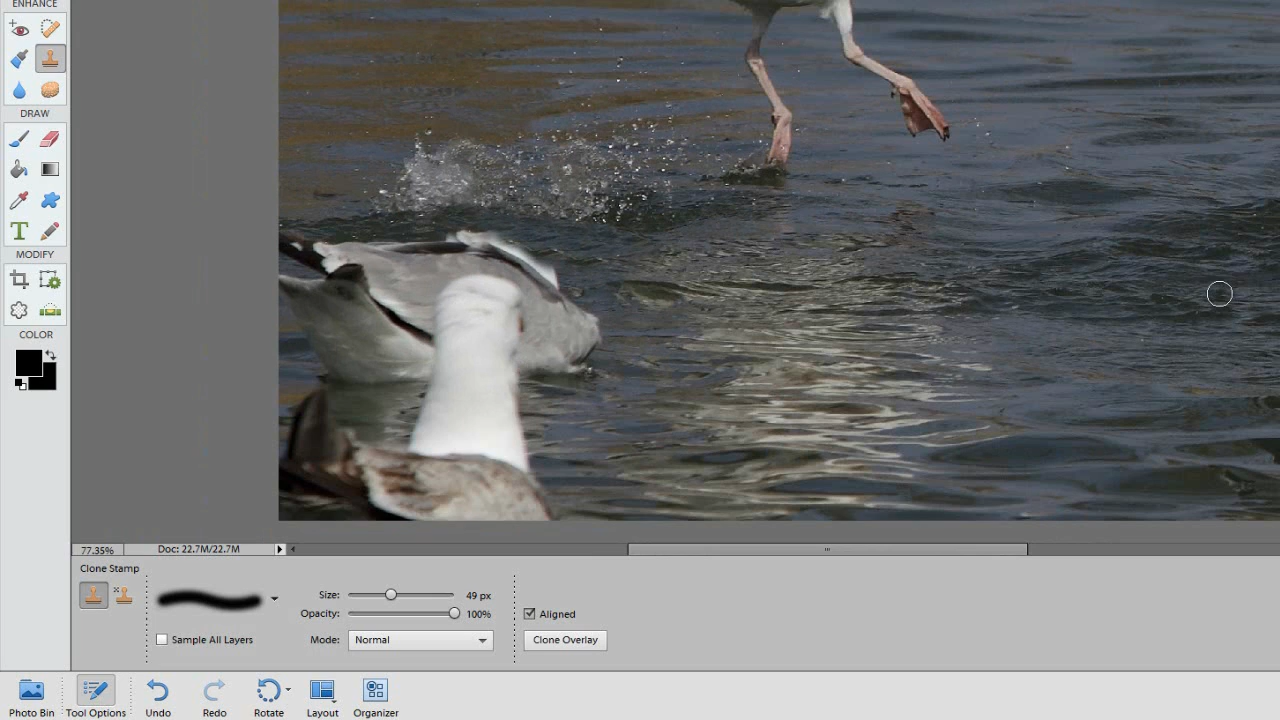 ENHANCE
DRAW
T
MODIFY
COLOR
77.35% Doc: 22.7M/22.7M
Clone Stamp
Size: 49 px
Opacity: 100%
Aligned
Sample All Layers
Mode: Normal
Clone Overlay
Photo Bin
Tool Options
Undo
Redo
Rotate
Layout
Organizer